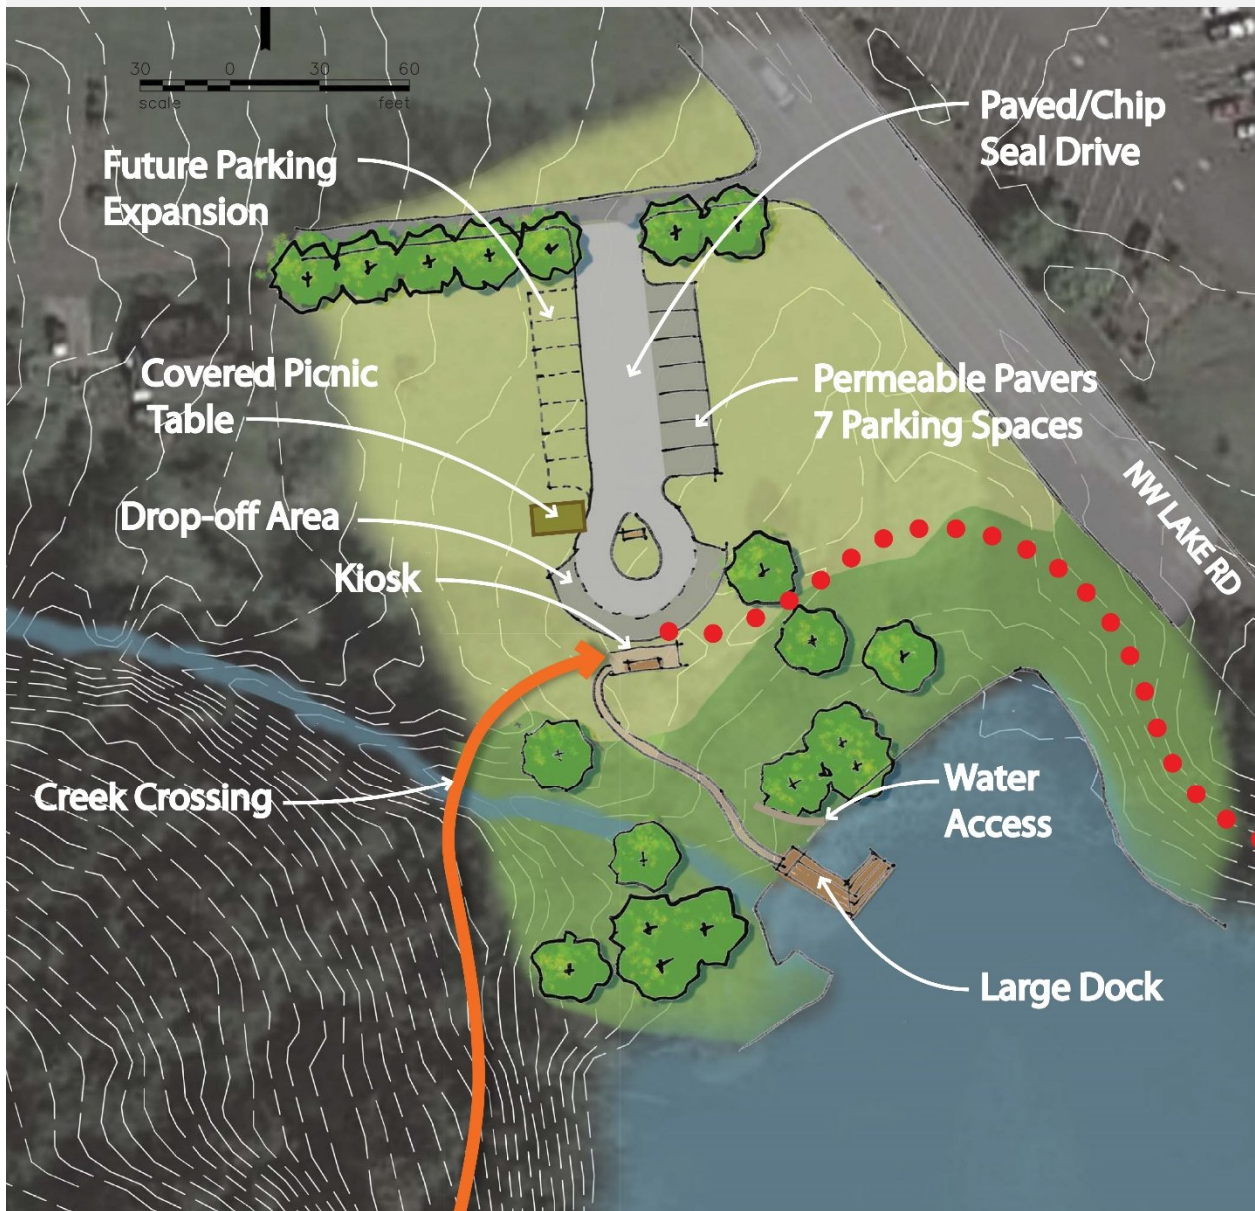 30 0 30 60
scale feet
Paved/Chip
Seal Drive
Future Parking
Expansion
Covered Picnic
Table
Permeable Pavers
7 Parking Spaces
NW LAKE RD
Drop-off Area
Kiosk
Creek Crossing
Water
Access
Large Dock